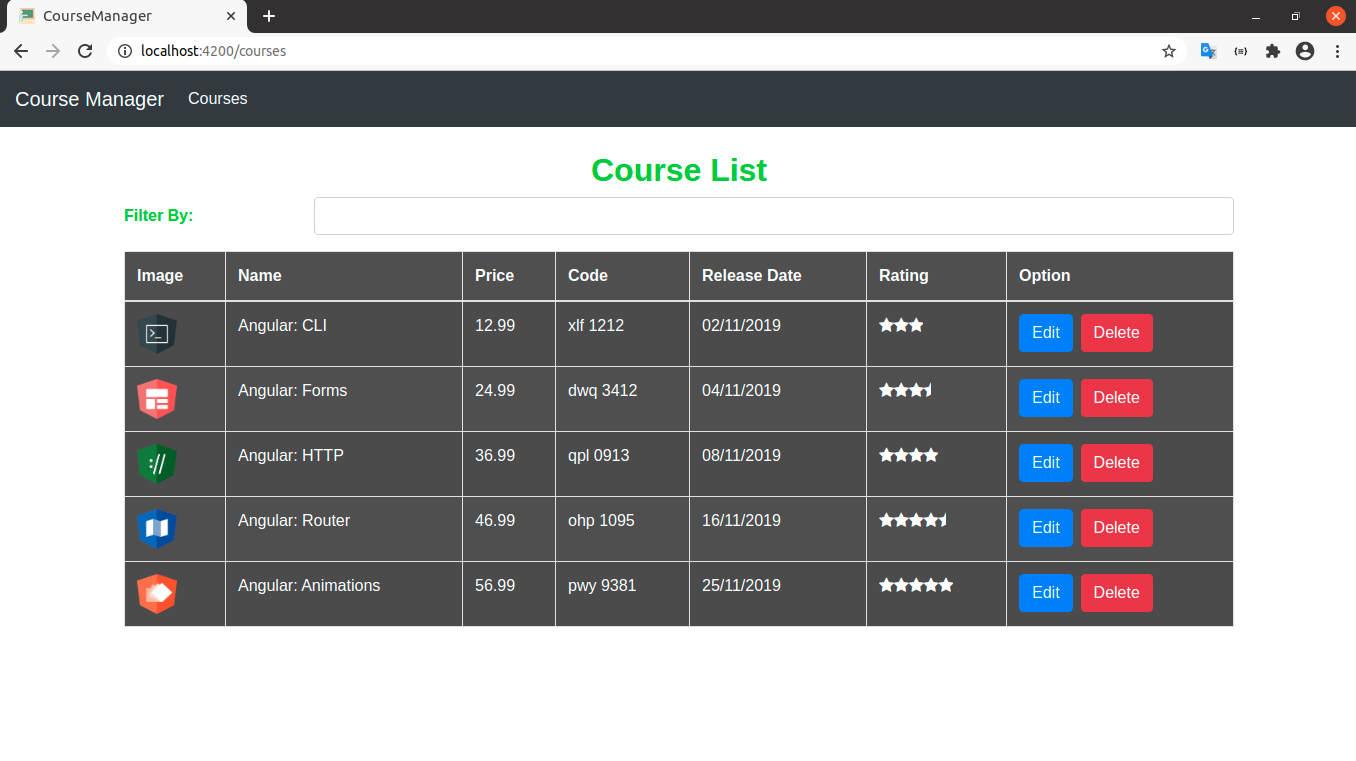 CourseManager
localhost:4200/courses
Course Manager Courses
Course List
Filter By:
Image Name Price Code Release Date Rating Option
Angular: CLI 12.99 xlf 1212 02/11/2019 Edit Delete
Angular: Forms 24.99 dwq 3412 04/11/2019 Edit Delete
Angular: HTTP 36.99 qpl 0913 08/11/2019 Edit Delete
Angular: Router 46.99 ohp 1095 16/11/2019 Edit Delete
Angular: Animations 56.99 pwy 9381 25/11/2019 Edit Delete